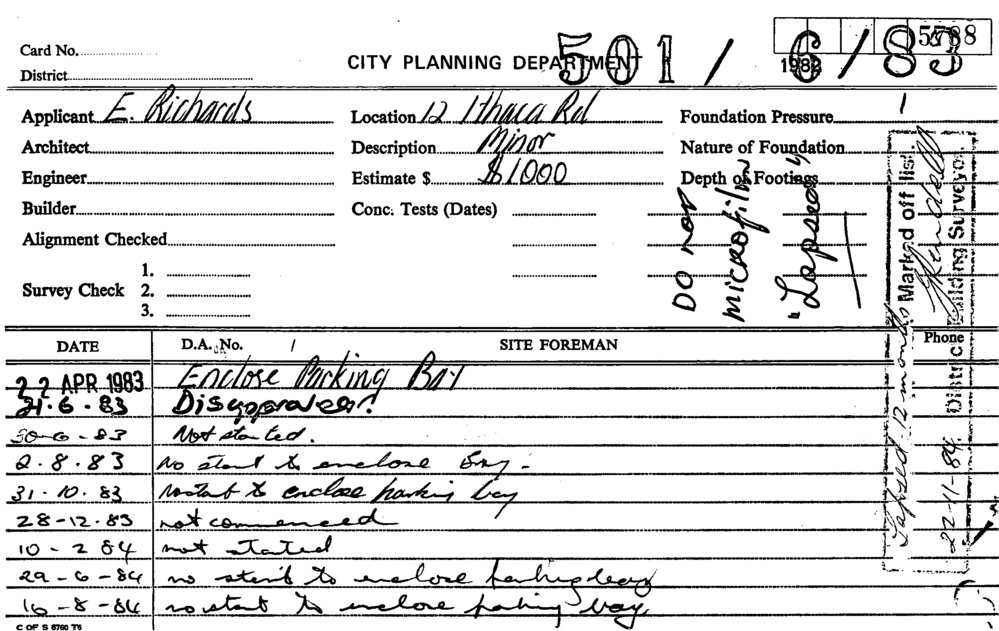 Card No.
District
CITY PLANNING DEPARTMENT
501/6/83
5588
1982
Applicant E. Richards
Location 12 Ithaca Rd
Foundation Pressure
Architect
Description Minor
Nature of Foundation
Engineer
Estimate $ $1000
Depth of Footings
Builder
Conc. Tests (Dates)
Alignment Checked
1.
Survey Check 2.
3.
DO NOT
MICROFILM
"Lapsed"
Lapsed 12 months Marked off list.
22-11-84 District Building Surveyor.
DATE D.A. No. / SITE FOREMAN Phone
22 APR 1983 Enclose Parking Bay
21.6.83 Disapproved!
30-6-83 Not started.
2.8.83 no start to enclose bay.
31.10.83 no start to enclose parking bay
28-12.83 not commenced
10-2 84 not started
29-6-84 no start to enclose parking bay
16-8-84 no start to enclose parking bay
C OF S 6760 T6